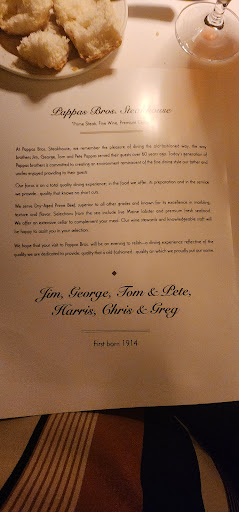 Pappas Bros. Steakhouse
"Prime Steak, Fine Wine, Premium
At Pappas Bros. Steakhouse, we remember the pleasure of dining the old-fashioned way, the way
brothers Jim, George, Tom and Pete Pappas served their guests over 50 years ago. Today's generation of
Pappas brothers is committed to creating an environment reminiscent of the fine dining style our father and
uncles enjoyed providing to their guests.
Our focus is on a total quality dining experience; in the food we offer, its preparation and in the service
we provide...quality that knows no short cuts.
We serve Dry-Aged Prime Beef, superior to all other grades and known for its excellence in marbling,
texture and flavor. Selections from the sea include live Maine lobster and premium fresh seafood.
We offer an extensive cellar to complement your meal. Our wine stewards and knowledgeable staff will
be happy to assist you in your selection.
We hope that your visit to Pappas Bros. will be an evening to relish—a dining experience reflective of the
quality we are dedicated to provide, quality that is old fashioned...quality on which we proudly put our name.
Jim, George, Tom & Pete,
Harris, Chris & Greg
First born 1914